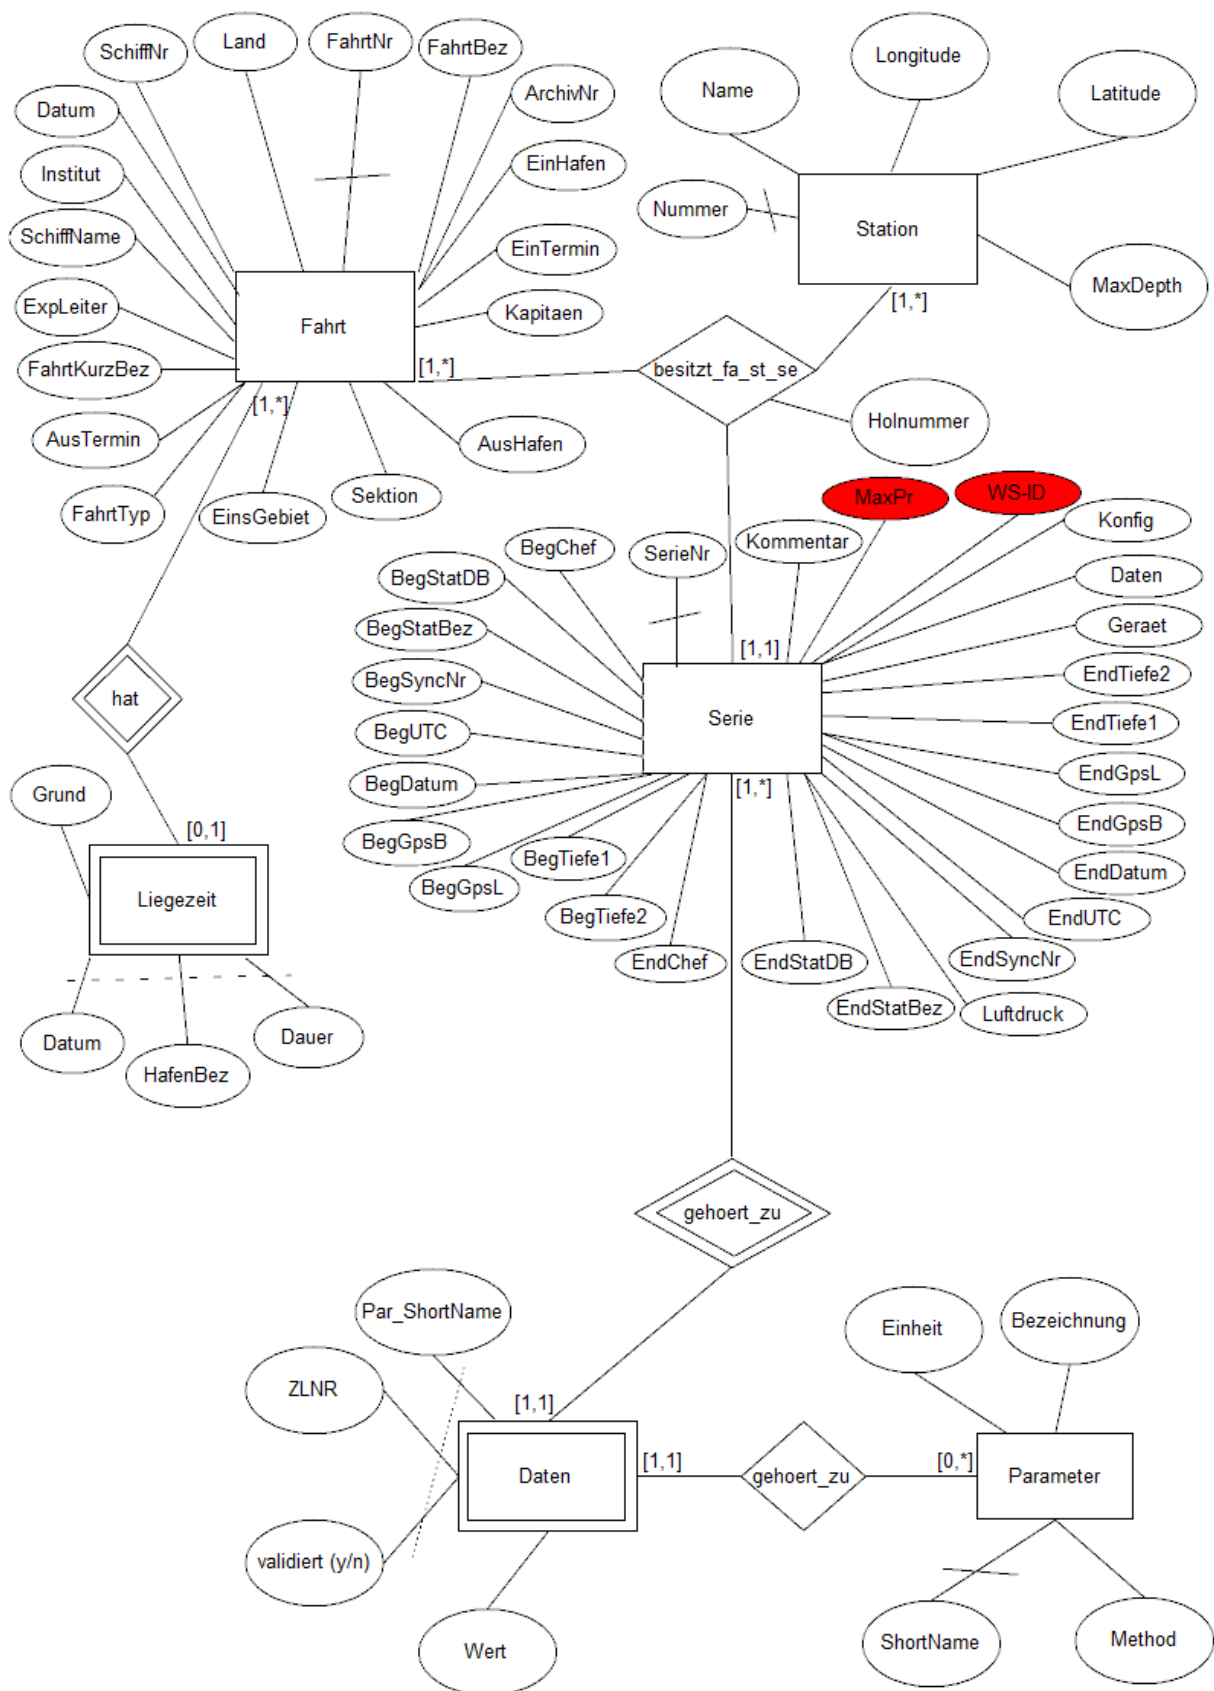 SchiffNr
Land
FahrtNr
FahrtBez
Longitude
Name
Latitude
Datum
ArchivNr
Institut
EinHafen
Nummer
Station
SchiffName
EinTermin
MaxDepth
ExpLeiter
Fahrt
Kapitaen
[1,*]
FahrtKurzBez
[1,*]
besitzt_fa_st_se
[1,*]
Holnummer
AusTermin
AusHafen
FahrtTyp
EinsGebiet
Sektion
MaxPr
WS-ID
Konfig
BegChef
SerieNr
Kommentar
BegStatDB
Daten
BegStatBez
Geraet
[1,1]
BegSyncNr
EndTiefe2
hat
Serie
EndTiefe1
BegUTC
EndGpsL
BegDatum
[1,*]
Grund
EndGpsB
[0,1]
BegGpsB
BegTiefe1
EndDatum
BegGpsL
Liegezeit
BegTiefe2
EndUTC
EndChef
EndStatDB
EndSyncNr
EndStatBez
Luftdruck
Datum
Dauer
HafenBez
gehoert_zu
Par_ShortName
Einheit
Bezeichnung
ZLNR
[1,1]
[1,1]
[0,*]
Daten
gehoert_zu
Parameter
validiert (y/n)
Wert
ShortName
Method